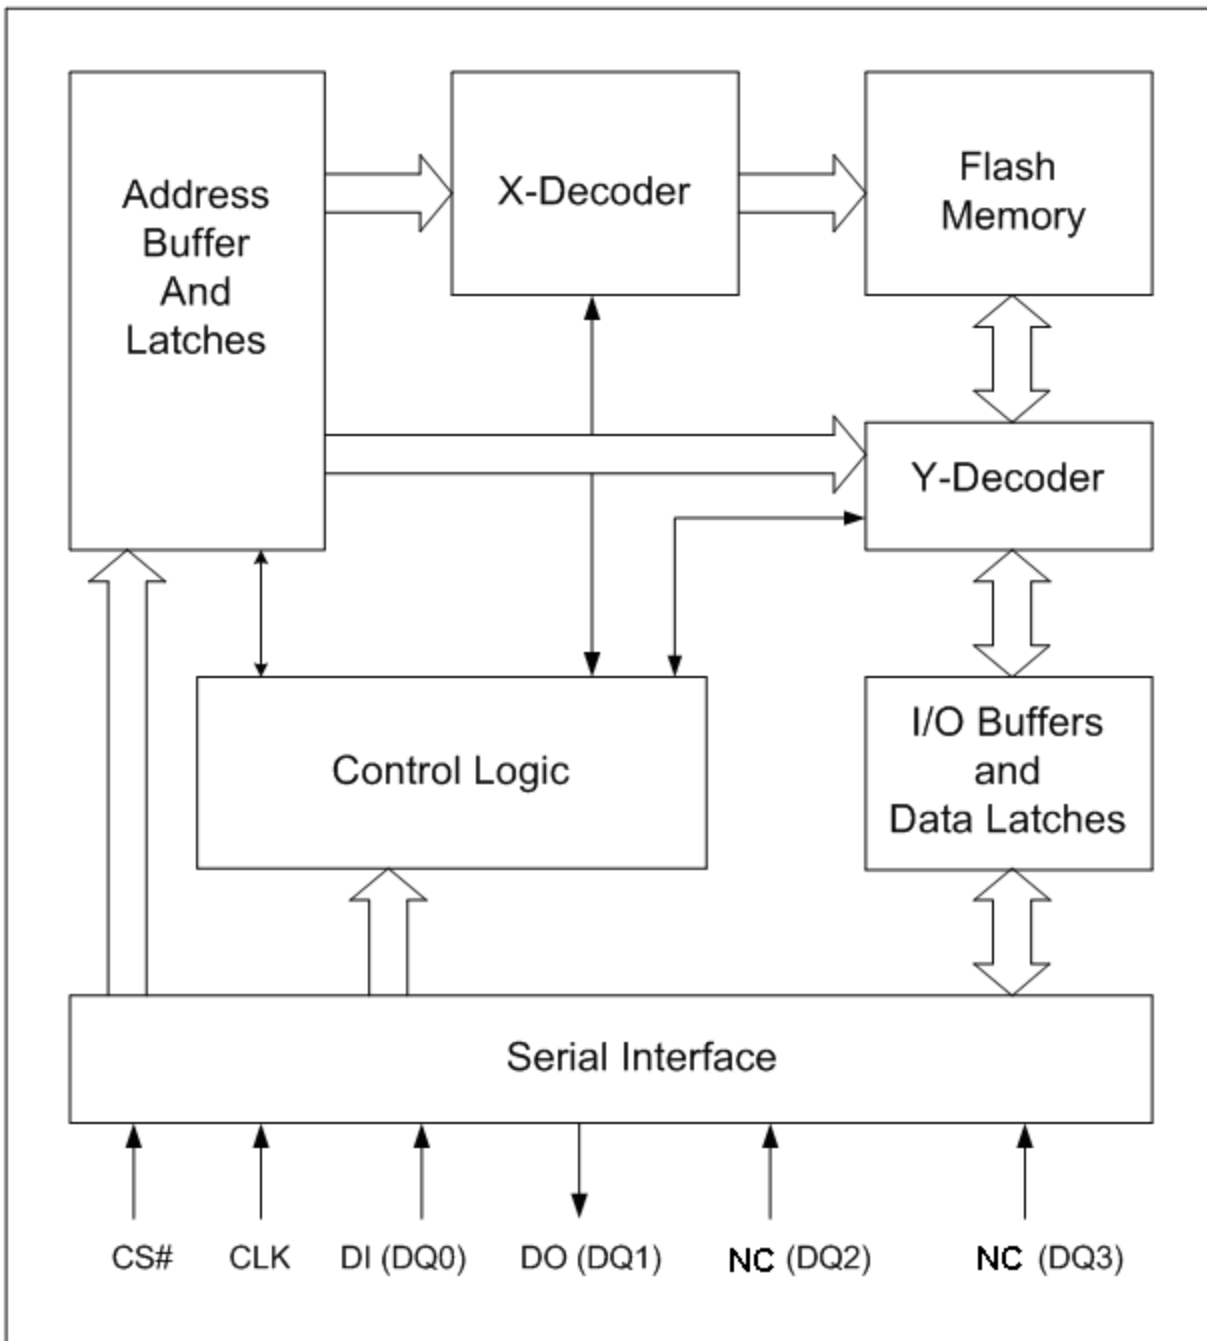 Address
Buffer
And
Latches
X-Decoder
Flash
Memory
Y-Decoder
Control Logic
I/O Buffers
and
Data Latches
Serial Interface
CS#
CLK
DI (DQ0)
DO (DQ1)
NC (DQ2)
NC (DQ3)